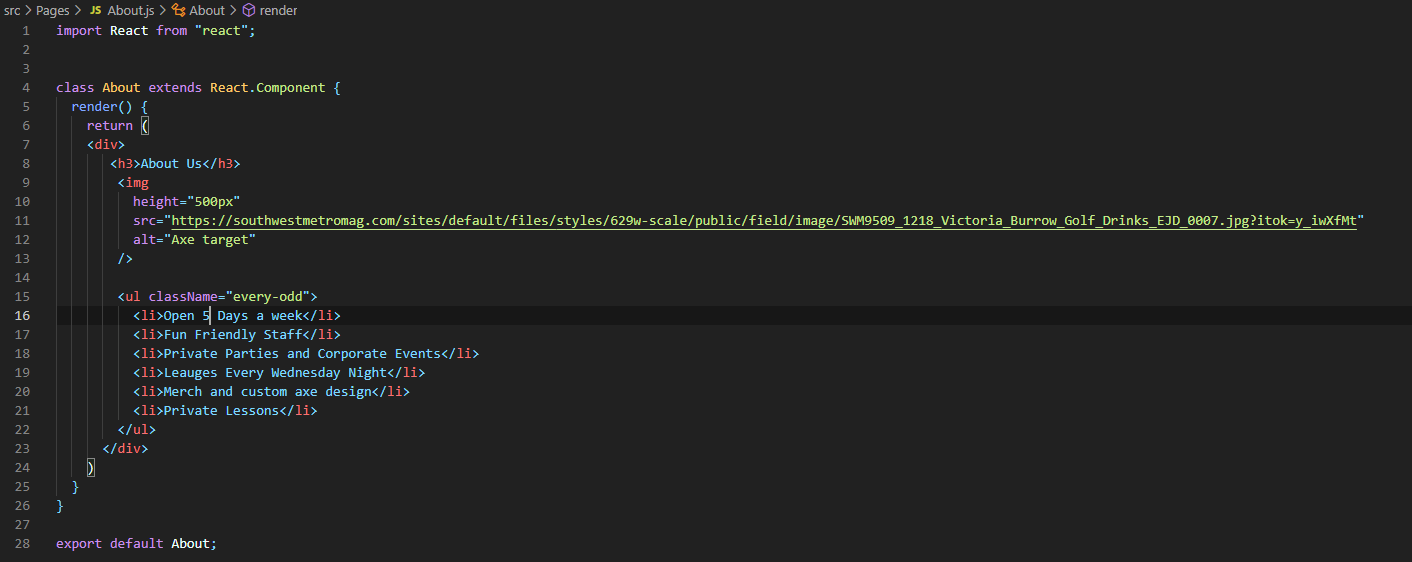 src > Pages > JS About.js > About > render
1 import React from "react";
2
3
4 class About extends React.Component {
5 render() {
6 return (
7 <div>
8 <h3>About Us</h3>
9 <img
10 height="500px"
11 src="https://southwestmetromag.com/sites/default/files/styles/629w-scale/public/field/image/SWM9509_1218_Victoria_Burrow_Golf_Drinks_EJD_0007.jpg?itok=y_iwXfMt"
12 alt="Axe target"
13 />
14
15 <ul className="every-odd">
16 <li>Open 5 Days a week</li>
17 <li>Fun Friendly Staff</li>
18 <li>Private Parties and Corporate Events</li>
19 <li>Leauges Every Wednesday Night</li>
20 <li>Merch and custom axe design</li>
21 <li>Private Lessons</li>
22 </ul>
23 </div>
24 )
25 }
26 }
27
28 export default About;